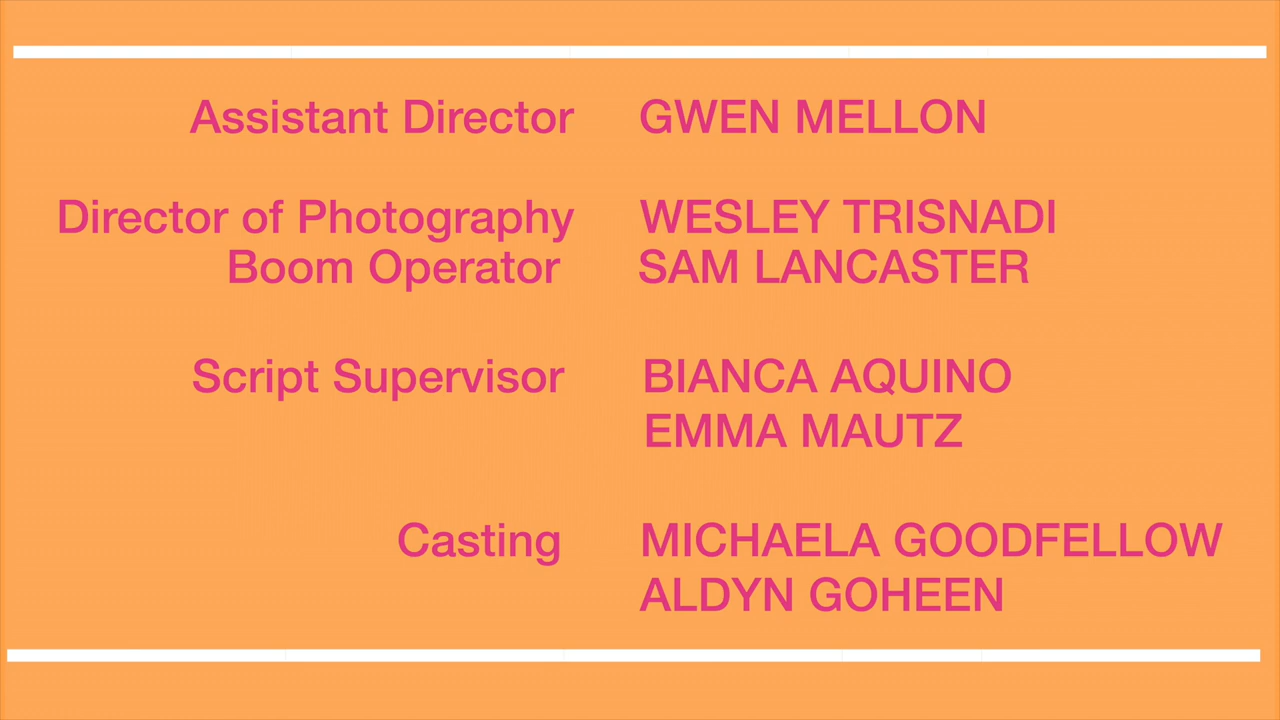 Assistant Director GWEN MELLON
Director of Photography WESLEY TRISNADI
Boom Operator SAM LANCASTER
Script Supervisor BIANCA AQUINO
EMMA MAUTZ
Casting MICHAELA GOODFELLOW
ALDYN GOHEEN